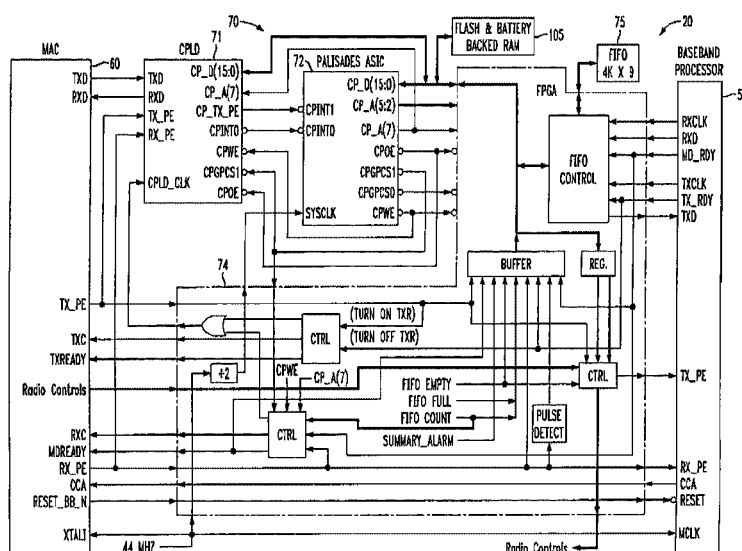 70
20
MAC
60
CPLD
71
PALISADES ASIC
72
FLASH & BATTERY
BACKED RAM
105
75
FIFO
4K X 9
BASEBAND
PROCESSOR
5
TXD
RXD
TX_PE
RX_PE
TXD
RXD
TX_PE
RX_PE
CPLD_CLK
CP_D(15:0)
CP_A(7)
CP_TX_PE
CPINT0
CPWE
CPGPCS1
CPOE
CPINT1
CPINT0
SYSCLK
CP_D(15:0)
CP_A(5:2)
CP_A(7)
CPOE
CPGPCS1
CPGPCS0
CPWE
FPGA
FIFO
CONTROL
RXCLK
RXD
MD_RDY
TXCLK
TX_RDY
TXD
BUFFER
REG.
74
TX_PE
TXC
TXREADY
Radio Controls
(TURN ON TXR)
(TURN OFF TXR)
CTRL
÷2
CPWE
CP_A(7)
CTRL
FIFO EMPTY
FIFO FULL
FIFO COUNT
SUMMARY_ALARM
PULSE
DETECT
CTRL
TX_PE
RXC
MDREADY
RX_PE
CCA
RESET_BB_N
XTALI
44 MHZ
RX_PE
CCA
RESET
MCLK
Radio Controls